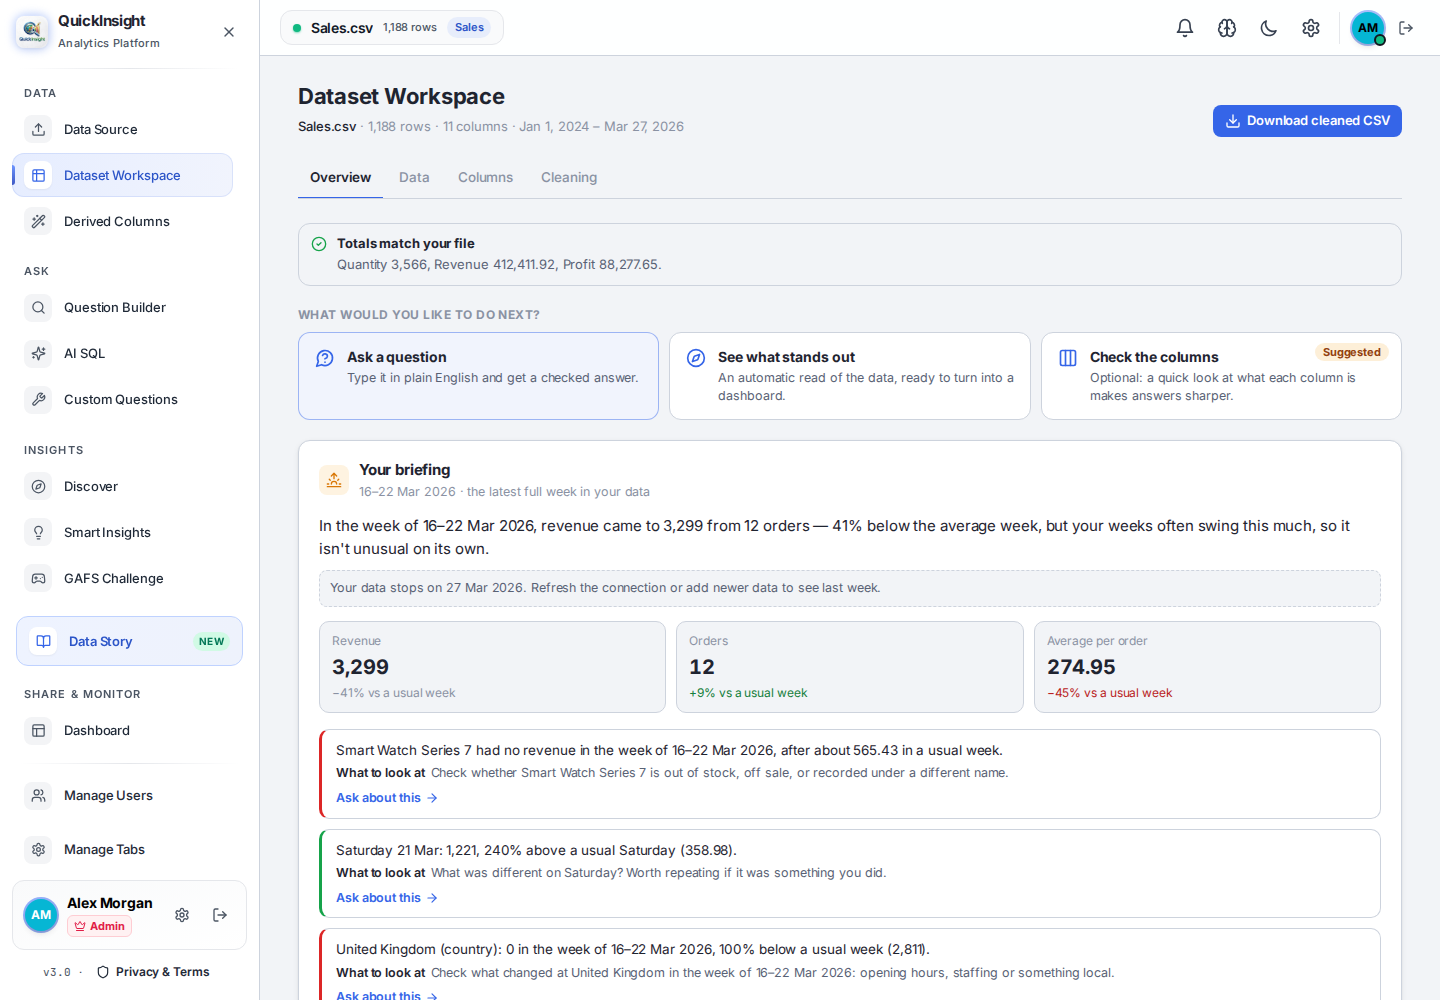 QuickInsight
Analytics Platform
DATA
Data Source
Dataset Workspace
Derived Columns
ASK
Question Builder
AI SQL
Custom Questions
INSIGHTS
Discover
Smart Insights
GAFS Challenge
Data Story NEW
SHARE & MONITOR
Dashboard
Manage Users
Manage Tabs
AM Alex Morgan
Admin
v3.0 · Privacy & Terms
Sales.csv 1,188 rows Sales
AM
Dataset Workspace
Sales.csv · 1,188 rows · 11 columns · Jan 1, 2024 – Mar 27, 2026
Download cleaned CSV
Overview Data Columns Cleaning
Totals match your file
Quantity 3,566, Revenue 412,411.92, Profit 88,277.65.
WHAT WOULD YOU LIKE TO DO NEXT?
Ask a question
Type it in plain English and get a checked answer.
See what stands out
An automatic read of the data, ready to turn into a
dashboard.
Check the columns
Suggested
Optional: a quick look at what each column is
makes answers sharper.
Your briefing
16–22 Mar 2026 · the latest full week in your data
In the week of 16–22 Mar 2026, revenue came to 3,299 from 12 orders — 41% below the average week, but your weeks often swing this much, so it
isn't unusual on its own.
Your data stops on 27 Mar 2026. Refresh the connection or add newer data to see last week.
Revenue
3,299
−41% vs a usual week
Orders
12
+9% vs a usual week
Average per order
274.95
−45% vs a usual week
Smart Watch Series 7 had no revenue in the week of 16–22 Mar 2026, after about 565.43 in a usual week.
What to look at Check whether Smart Watch Series 7 is out of stock, off sale, or recorded under a different name.
Ask about this →
Saturday 21 Mar: 1,221, 240% above a usual Saturday (358.98).
What to look at What was different on Saturday? Worth repeating if it was something you did.
Ask about this →
United Kingdom (country): 0 in the week of 16–22 Mar 2026, 100% below a usual week (2,811).
What to look at Check what changed at United Kingdom in the week of 16–22 Mar 2026: opening hours, staffing or something local.
Ask about this →